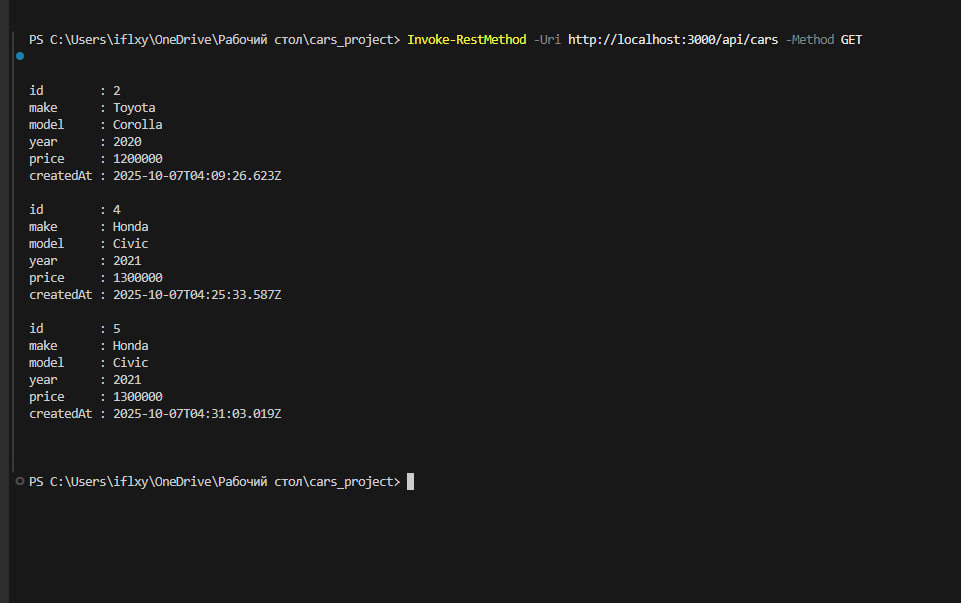 PS C:\Users\iflxy\OneDrive\Рабочий стол\cars_project> Invoke-RestMethod -Uri http://localhost:3000/api/cars -Method GET
id         : 2
make       : Toyota
model      : Corolla
year       : 2020
price      : 1200000
createdAt : 2025-10-07T04:09:26.623Z
id         : 4
make       : Honda
model      : Civic
year       : 2021
price      : 1300000
createdAt : 2025-10-07T04:25:33.587Z
id         : 5
make       : Honda
model      : Civic
year       : 2021
price      : 1300000
createdAt : 2025-10-07T04:31:03.019Z
PS C:\Users\iflxy\OneDrive\Рабочий стол\cars_project>